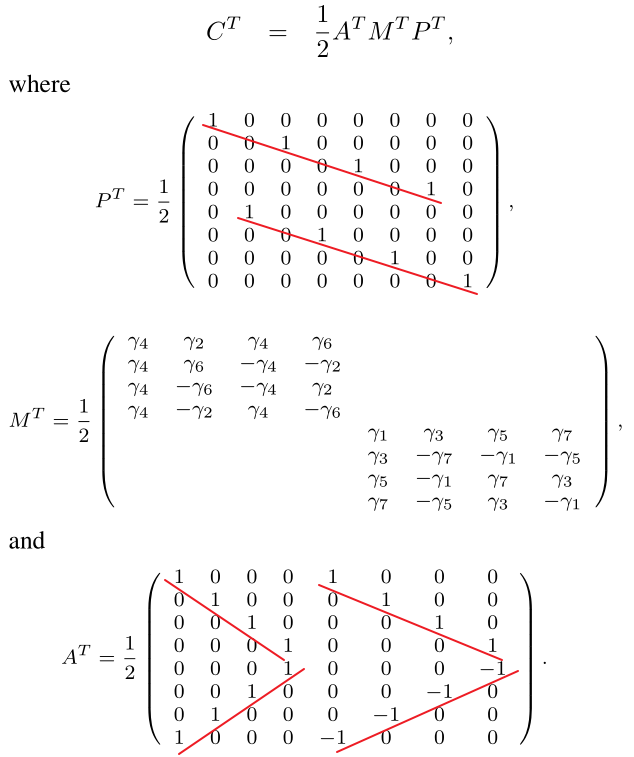 C^T = 1/2 A^T M^T P^T,
where
P^T = 1/2 ( 1 0 0 0 0 0 0 0
0 0 1 0 0 0 0 0
0 0 0 0 1 0 0 0
0 0 0 0 0 0 1 0
0 1 0 0 0 0 0 0
0 0 0 1 0 0 0 0
0 0 0 0 0 1 0 0
0 0 0 0 0 0 0 1 ),
M^T = 1/2 ( γ4 γ2 γ4 γ6
γ4 γ6 −γ4 −γ2
γ4 −γ6 −γ4 γ2
γ4 −γ2 γ4 −γ6
γ1 γ3 γ5 γ7
γ3 −γ7 −γ1 −γ5
γ5 −γ1 γ7 γ3
γ7 −γ5 γ3 −γ1 ),
and
A^T = 1/2 ( 1 0 0 0 1 0 0 0
0 1 0 0 0 1 0 0
0 0 1 0 0 0 1 0
0 0 0 1 0 0 0 1
0 0 0 1 0 0 0 −1
0 0 1 0 0 0 −1 0
0 1 0 0 0 −1 0 0
1 0 0 0 −1 0 0 0 ).